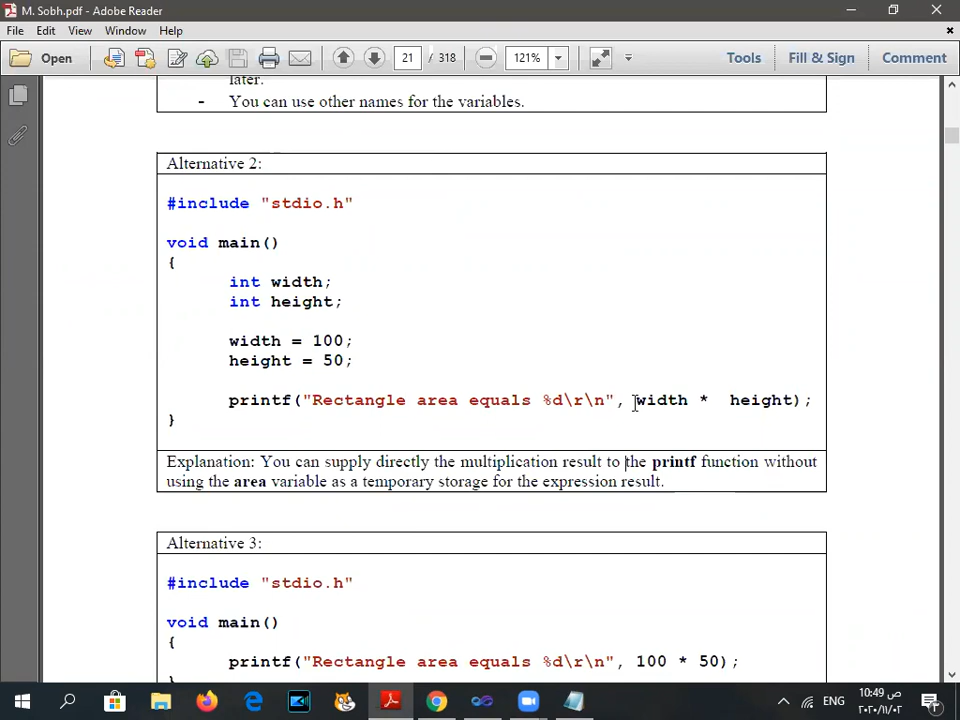 M. Sobh.pdf - Adobe Reader
File Edit View Window Help
Open 21 / 318 121% Tools Fill & Sign Comment
later.
- You can use other names for the variables.
Alternative 2:
#include "stdio.h"
void main()
{
int width;
int height;
width = 100;
height = 50;
printf("Rectangle area equals %d\r\n", width * height);
}
Explanation: You can supply directly the multiplication result to the printf function without
using the area variable as a temporary storage for the expression result.
Alternative 3:
#include "stdio.h"
void main()
{
printf("Rectangle area equals %d\r\n", 100 * 50);
}
ENG
10:49 ص
٢٠٢٠/١١/٠٢